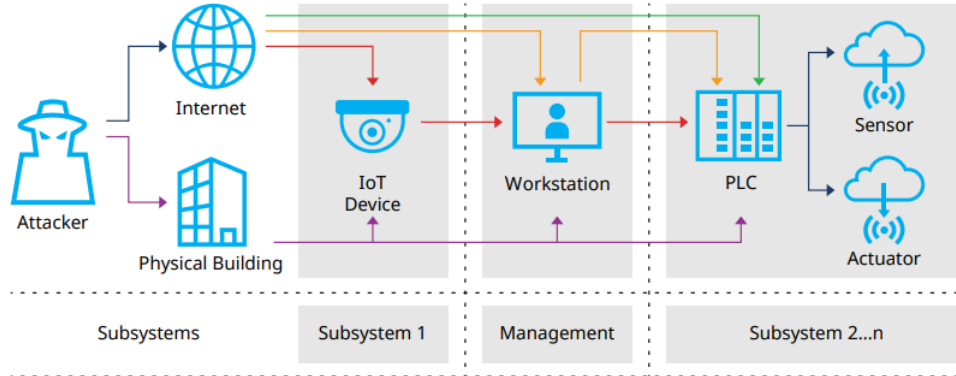 Internet
Attacker
Physical Building
IoT
Device
Workstation
PLC
Sensor
Actuator
Subsystems
Subsystem 1
Management
Subsystem 2...n